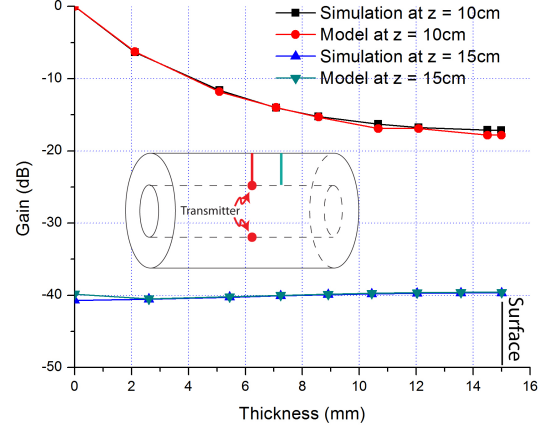 Simulation at z = 10cm
Model at z = 10cm
Simulation at z = 15cm
Model at z = 15cm
0
-10
-20
-30
-40
-50
Gain (dB)
Transmitter
Surface
0 2 4 6 8 10 12 14 16
Thickness (mm)